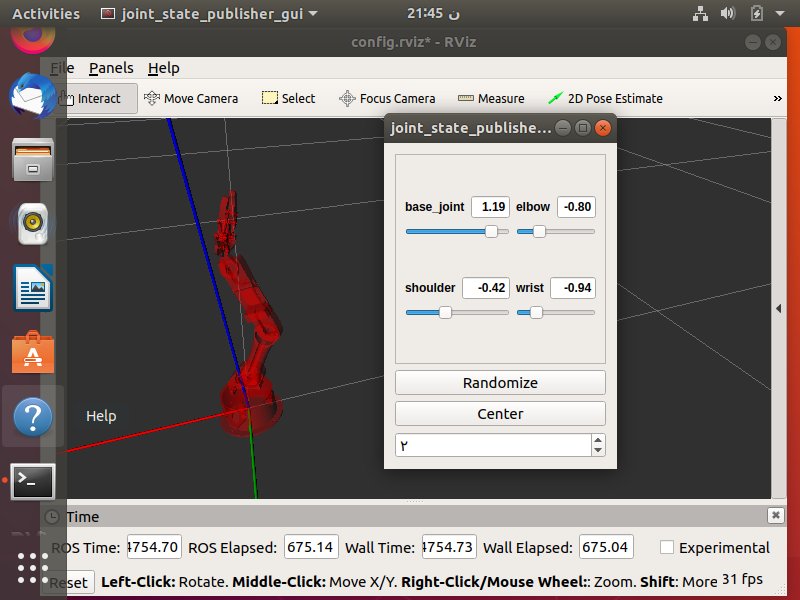 Activities joint_state_publisher_gui 21:45 ن
config.rviz* - RViz
File Panels Help
Interact Move Camera Select Focus Camera Measure 2D Pose Estimate »
joint_state_publishe...
base_joint 1.19 elbow -0.80
shoulder -0.42 wrist -0.94
Randomize
Center
۲
Help
Time
ROS Time: 4754.70 ROS Elapsed: 675.14 Wall Time: 4754.73 Wall Elapsed: 675.04 Experimental
Reset Left-Click: Rotate. Middle-Click: Move X/Y. Right-Click/Mouse Wheel:: Zoom. Shift: More 31 fps